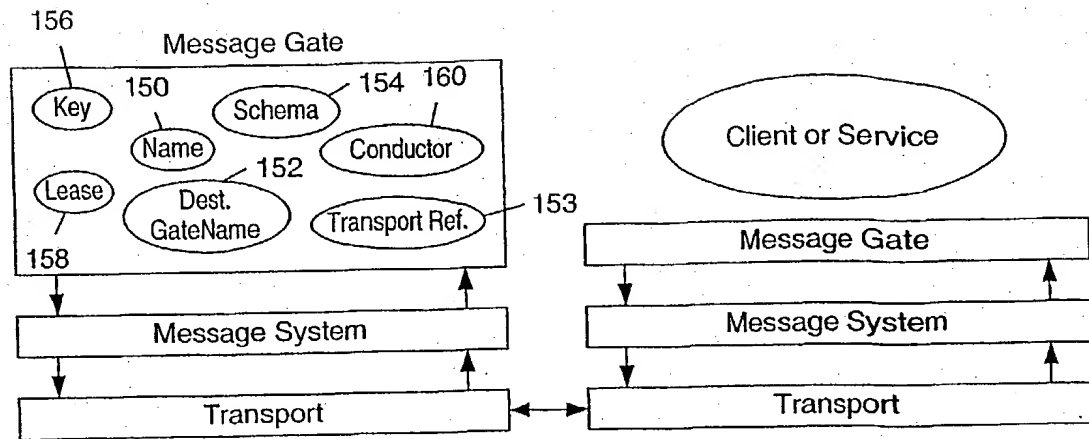 156
Message Gate
150
154
160
Key
Schema
Name
Conductor
Client or Service
152
Lease
Dest.
GateName
Transport Ref.
153
158
Message Gate
Message System
Message System
Transport
Transport